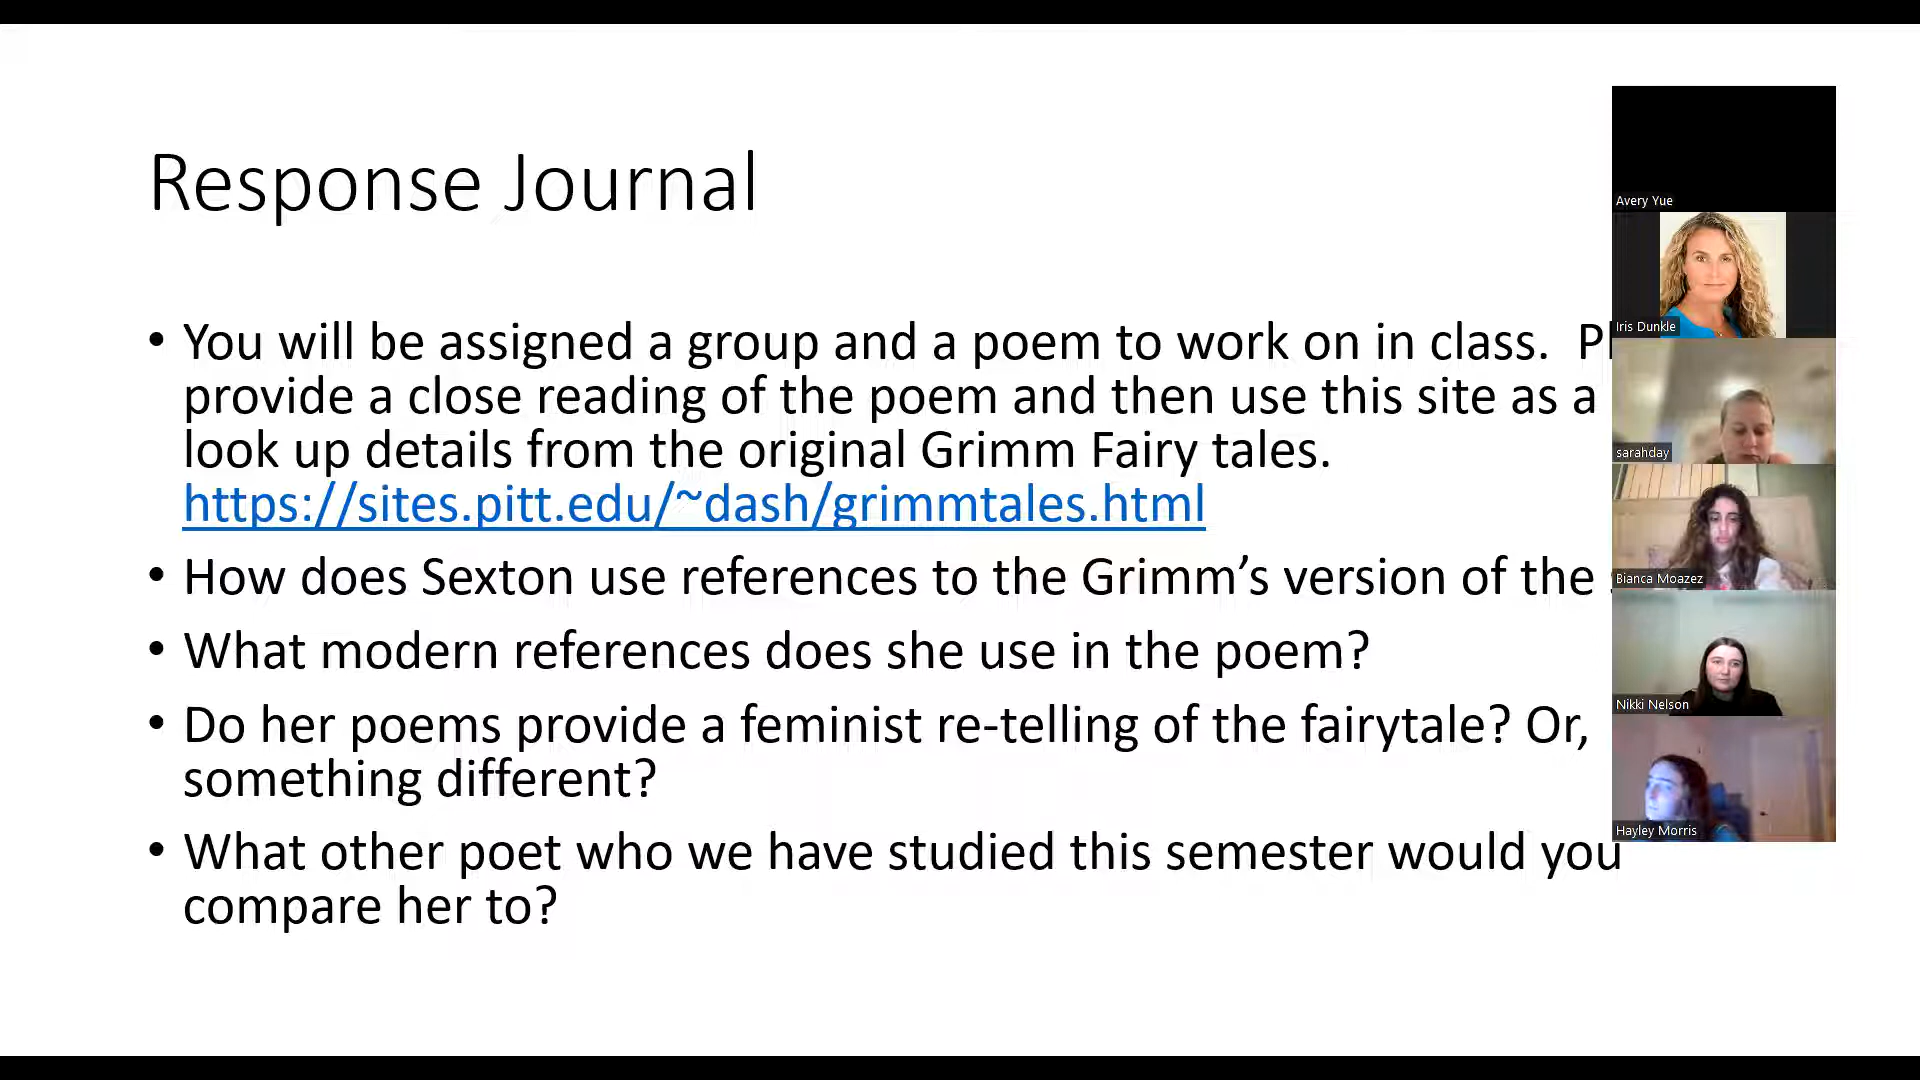 Response Journal
• You will be assigned a group and a poem to work on in class.
provide a close reading of the poem and then use this site as a
look up details from the original Grimm Fairy tales.
https://sites.pitt.edu/~dash/grimmtales.html
• How does Sexton use references to the Grimm’s version of the
• What modern references does she use in the poem?
• Do her poems provide a feminist re-telling of the fairytale? Or,
something different?
• What other poet who we have studied this semester would you
compare her to?
Avery Yue
Iris Dunkle
sarahday
Bianca Moazez
Nikki Nelson
Hayley Morris